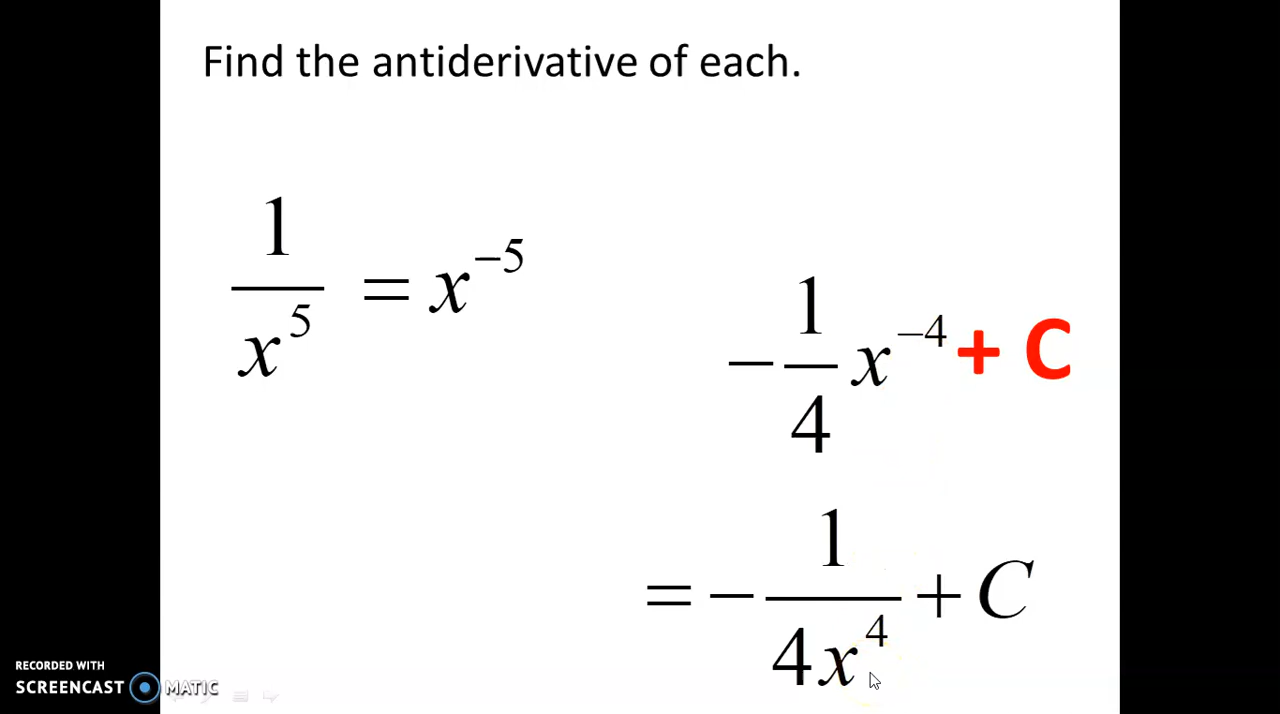 Find the antiderivative of each.
1/x^5 = x^-5
-1/4 x^-4 + C
= -1/(4x^4) + C
RECORDED WITH
SCREENCAST MATIC